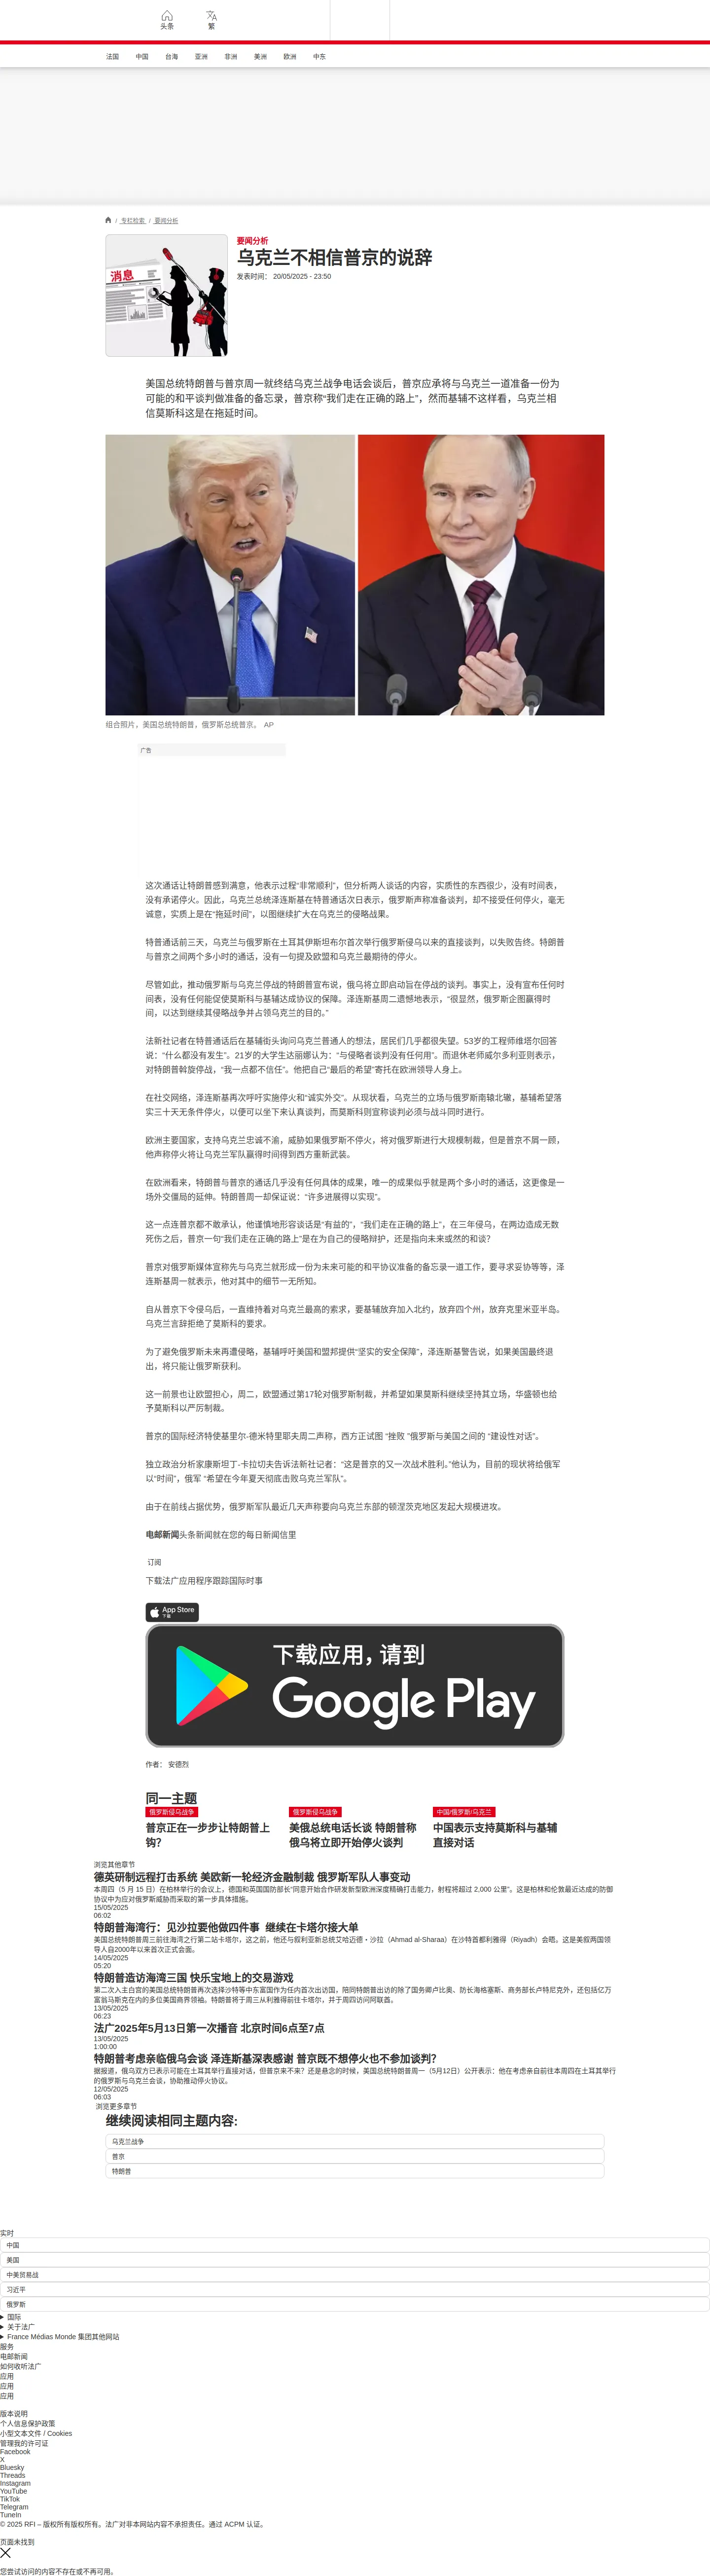 头条
繁
法国
中国
台海
亚洲
非洲
美洲
欧洲
中东
/ 专栏检索 / 要闻分析
消息
要闻分析
乌克兰不相信普京的说辞
发表时间： 20/05/2025 - 23:50
美国总统特朗普与普京周一就终结乌克兰战争电话会谈后，普京应承将与乌克兰一道准备一份为
可能的和平谈判做准备的备忘录，普京称“我们走在正确的路上”，然而基辅不这样看，乌克兰相
信莫斯科这是在拖延时间。
组合照片，美国总统特朗普，俄罗斯总统普京。 AP
广告
这次通话让特朗普感到满意，他表示过程“非常顺利”，但分析两人谈话的内容，实质性的东西很少，没有时间表，
没有承诺停火。因此，乌克兰总统泽连斯基在特普通话次日表示，俄罗斯声称准备谈判，却不接受任何停火，毫无
诚意，实质上是在“拖延时间”，以图继续扩大在乌克兰的侵略战果。
特普通话前三天，乌克兰与俄罗斯在土耳其伊斯坦布尔首次举行俄罗斯侵乌以来的直接谈判，以失败告终。特朗普
与普京之间两个多小时的通话，没有一句提及欧盟和乌克兰最期待的停火。
尽管如此，推动俄罗斯与乌克兰停战的特朗普宣布说，俄乌将立即启动旨在停战的谈判。事实上，没有宣布任何时
间表，没有任何能促使莫斯科与基辅达成协议的保障。泽连斯基周二遗憾地表示，“很显然，俄罗斯企图赢得时
间，以达到继续其侵略战争并占领乌克兰的目的。”
法新社记者在特普通话后在基辅街头询问乌克兰普通人的想法，居民们几乎都很失望。53岁的工程师维塔尔回答
说：“什么都没有发生”。21岁的大学生达丽娜认为：“与侵略者谈判没有任何用”。而退休老师威尔多利亚则表示，
对特朗普斡旋停战，“我一点都不信任”。他把自己“最后的希望”寄托在欧洲领导人身上。
在社交网络，泽连斯基再次呼吁实施停火和“诚实外交”。从现状看，乌克兰的立场与俄罗斯南辕北辙，基辅希望落
实三十天无条件停火，以便可以坐下来认真谈判，而莫斯科则宣称谈判必须与战斗同时进行。
欧洲主要国家，支持乌克兰忠诚不渝，威胁如果俄罗斯不停火，将对俄罗斯进行大规模制裁，但是普京不屑一顾，
他声称停火将让乌克兰军队赢得时间得到西方重新武装。
在欧洲看来，特朗普与普京的通话几乎没有任何具体的成果，唯一的成果似乎就是两个多小时的通话，这更像是一
场外交僵局的延伸。特朗普周一却保证说：“许多进展得以实现”。
这一点连普京都不敢承认，他谨慎地形容谈话是“有益的”，“我们走在正确的路上”，在三年侵乌，在两边造成无数
死伤之后，普京一句“我们走在正确的路上”是在为自己的侵略辩护，还是指向未来或然的和谈？
普京对俄罗斯媒体宣称先与乌克兰就形成一份为未来可能的和平协议准备的备忘录一道工作，要寻求妥协等等，泽
连斯基周一就表示，他对其中的细节一无所知。
自从普京下令侵乌后，一直维持着对乌克兰最高的索求，要基辅放弃加入北约，放弃四个州，放弃克里米亚半岛。
乌克兰言辞拒绝了莫斯科的要求。
为了避免俄罗斯未来再遭侵略，基辅呼吁美国和盟邦提供“坚实的安全保障”，泽连斯基警告说，如果美国最终退
出，将只能让俄罗斯获利。
这一前景也让欧盟担心，周二，欧盟通过第17轮对俄罗斯制裁，并希望如果莫斯科继续坚持其立场，华盛顿也给
予莫斯科以严厉制裁。
普京的国际经济特使基里尔-德米特里耶夫周二声称，西方正试图 “挫败 ”俄罗斯与美国之间的 “建设性对话”。
独立政治分析家康斯坦丁-卡拉切夫告诉法新社记者：“这是普京的又一次战术胜利。”他认为，目前的现状将给俄军
以“时间”，俄军 “希望在今年夏天彻底击败乌克兰军队”。
由于在前线占据优势，俄罗斯军队最近几天声称要向乌克兰东部的顿涅茨克地区发起大规模进攻。
电邮新闻头条新闻就在您的每日新闻信里
订阅
下载法广应用程序跟踪国际时事
App Store
下载
下载应用，请到
Google Play
作者： 安德烈
同一主题
俄罗斯侵乌战争
普京正在一步步让特朗普上
钩？
俄罗斯侵乌战争
美俄总统电话长谈 特朗普称
俄乌将立即开始停火谈判
中国/俄罗斯/乌克兰
中国表示支持莫斯科与基辅
直接对话
浏览其他章节
德英研制远程打击系统 美欧新一轮经济金融制裁 俄罗斯军队人事变动
本周四（5 月 15 日）在柏林举行的会议上，德国和英国国防部长“同意开始合作研发新型欧洲深度精确打击能力，射程将超过 2,000 公里”，这是柏林和伦敦最近达成的防御
协议中为应对俄罗斯威胁而采取的第一步具体措施。
15/05/2025
06:02
特朗普海湾行：见沙拉要他做四件事 继续在卡塔尔接大单
美国总统特朗普周三前往海湾之行第二站卡塔尔，这之前，他还与叙利亚新总统艾哈迈德・沙拉（Ahmad al-Sharaa）在沙特首都利雅得（Riyadh）会晤。这是美叙两国领
导人自2000年以来首次正式会面。
14/05/2025
05:20
特朗普造访海湾三国 快乐宝地上的交易游戏
第二次入主白宫的美国总统特朗普再次选择沙特等中东富国作为任内首次出访国，陪同特朗普出访的除了国务卿卢比奥、防长海格塞斯、商务部长卢特尼克外，还包括亿万
富翁马斯克在内的多位美国商界领袖。特朗普将于周三从利雅得前往卡塔尔，并于周四访问阿联酋。
13/05/2025
06:23
法广2025年5月13日第一次播音 北京时间6点至7点
13/05/2025
1:00:00
特朗普考虑亲临俄乌会谈 泽连斯基深表感谢 普京既不想停火也不参加谈判？
据报道，俄乌双方已表示可能在土耳其举行直接对话，但普京来不来？还是悬念的时候，美国总统特朗普周一（5月12日）公开表示：他在考虑亲自前往本周四在土耳其举行
的俄罗斯与乌克兰会谈，协助推动停火协议。
12/05/2025
06:03
浏览更多章节
继续阅读相同主题内容:
乌克兰战争
普京
特朗普
实时
中国
美国
中美贸易战
习近平
俄罗斯
国际
关于法广
France Médias Monde 集团其他网站
服务
电邮新闻
如何收听法广
应用
应用
应用
版本说明
个人信息保护政策
小型文本文件 / Cookies
管理我的许可证
Facebook
X
Bluesky
Threads
Instagram
YouTube
TikTok
Telegram
TuneIn
© 2025 RFI – 版权所有版权所有。法广对非本网站内容不承担责任。通过 ACPM 认证。
页面未找到
您尝试访问的内容不存在或不再可用。